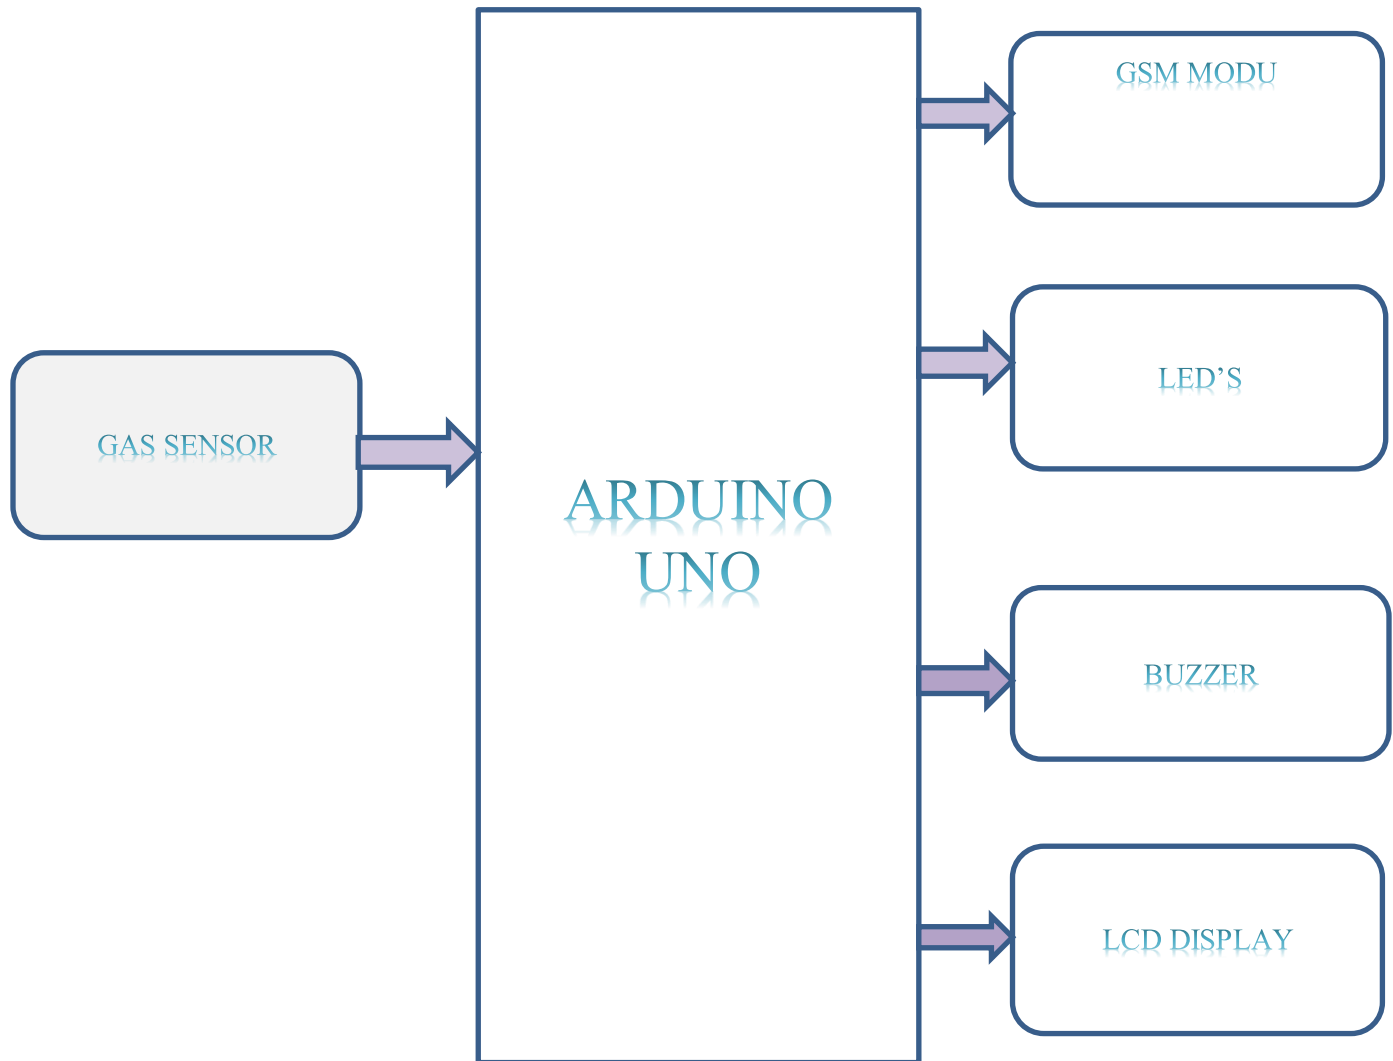 GSM MODU
LED’S
GAS SENSOR
ARDUINO
UNO
BUZZER
LCD DISPLAY